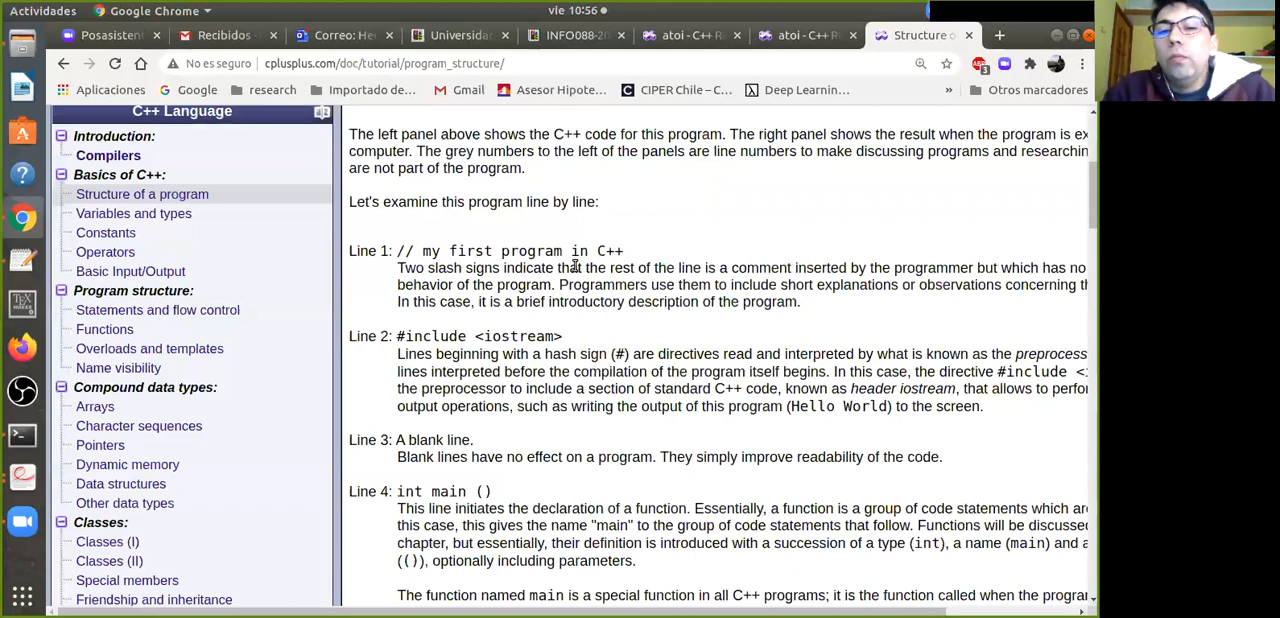 Actividades
Google Chrome
vie 10:56
Posasisten
Recibidos -
Correo: He
Universida
INFO088-20
atoi - C++ R
atoi - C++ R
Structure o
No es seguro
cplusplus.com/doc/tutorial/program_structure/
3
Aplicaciones
Google
research
Importado de...
Gmail
Asesor Hipote...
CIPER Chile – C...
Deep Learnin...
»
Otros marcadores
C++ Language
Introduction:
Compilers
Basics of C++:
Structure of a program
Variables and types
Constants
Operators
Basic Input/Output
Program structure:
Statements and flow control
Functions
Overloads and templates
Name visibility
Compound data types:
Arrays
Character sequences
Pointers
Dynamic memory
Data structures
Other data types
Classes:
Classes (I)
Classes (II)
Special members
Friendship and inheritance
The left panel above shows the C++ code for this program. The right panel shows the result when the program is ex
computer. The grey numbers to the left of the panels are line numbers to make discussing programs and researchin
are not part of the program.
Let's examine this program line by line:
Line 1: // my first program in C++
Two slash signs indicate that the rest of the line is a comment inserted by the programmer but which has no
behavior of the program. Programmers use them to include short explanations or observations concerning t
In this case, it is a brief introductory description of the program.
Line 2: #include <iostream>
Lines beginning with a hash sign (#) are directives read and interpreted by what is known as the preprocess
lines interpreted before the compilation of the program itself begins. In this case, the directive #include <i
the preprocessor to include a section of standard C++ code, known as header iostream, that allows to perfor
output operations, such as writing the output of this program (Hello World) to the screen.
Line 3: A blank line.
Blank lines have no effect on a program. They simply improve readability of the code.
Line 4: int main ()
This line initiates the declaration of a function. Essentially, a function is a group of code statements which are
this case, this gives the name "main" to the group of code statements that follow. Functions will be discussed
chapter, but essentially, their definition is introduced with a succession of a type (int), a name (main) and a
(()), optionally including parameters.
The function named main is a special function in all C++ programs; it is the function called when the progra